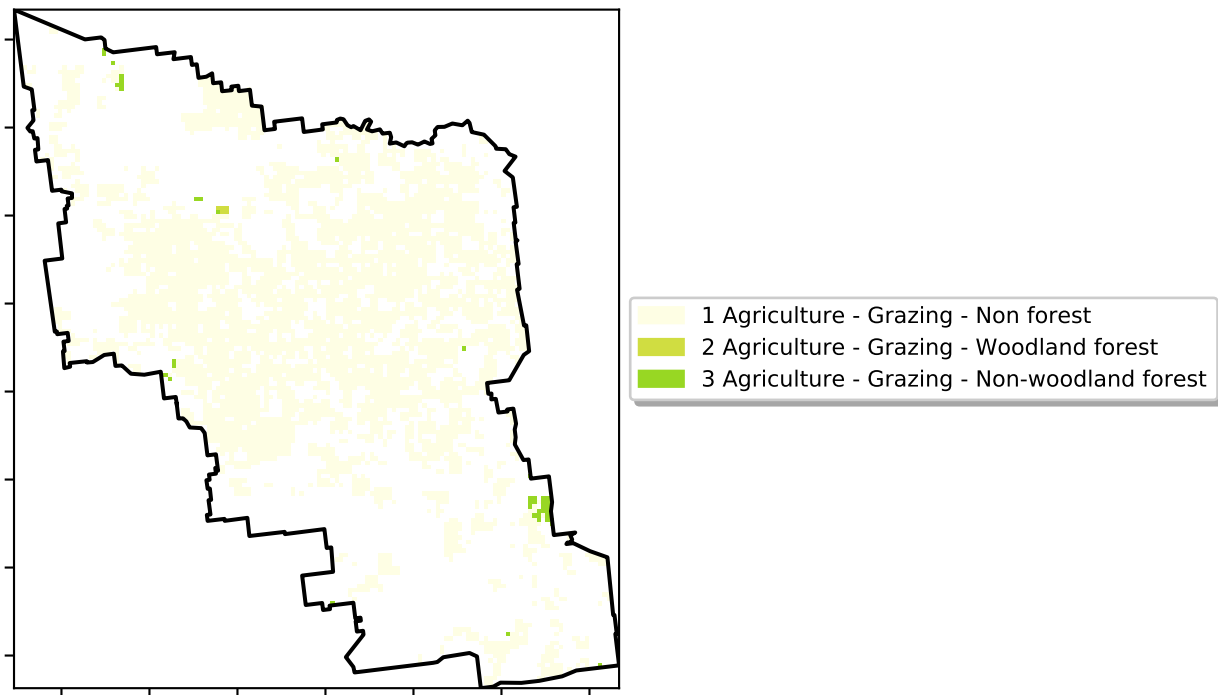 1 Agriculture - Grazing - Non forest
2 Agriculture - Grazing - Woodland forest
3 Agriculture - Grazing - Non-woodland forest